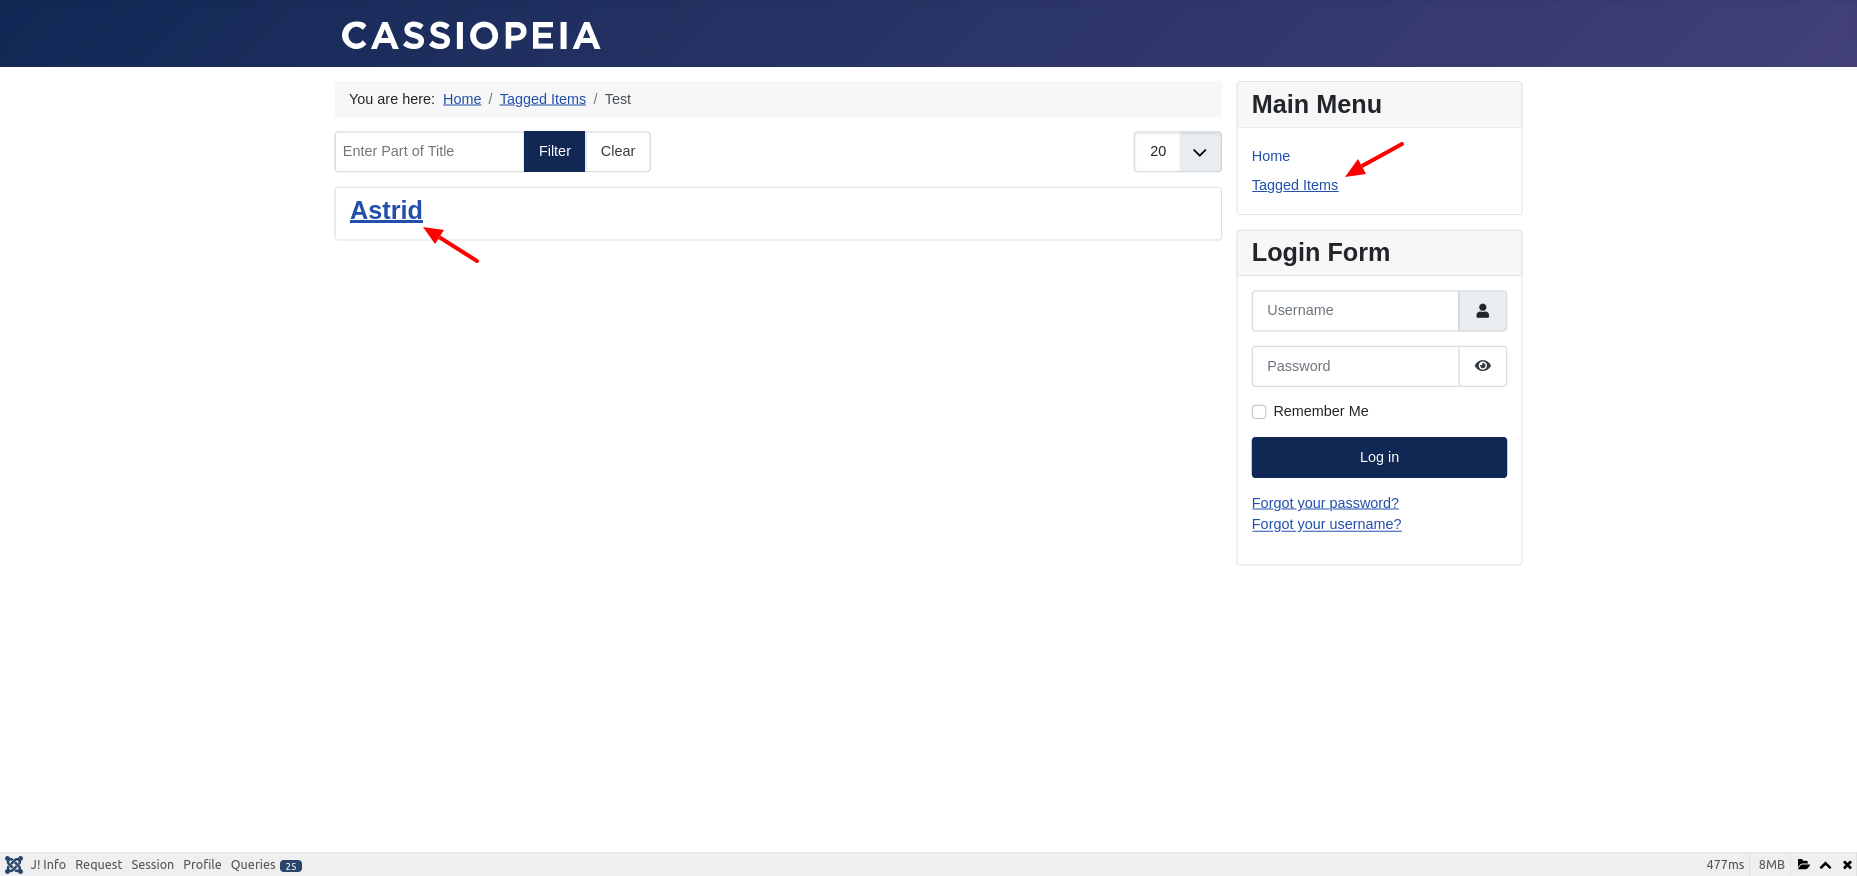 CASSIOPEIA
You are here: Home / Tagged Items / Test
Enter Part of Title Filter Clear 20
Astrid
Main Menu
Home
Tagged Items
Login Form
Username
Password
Remember Me
Log in
Forgot your password?
Forgot your username?
J! Info Request Session Profile Queries 25 477ms 8MB